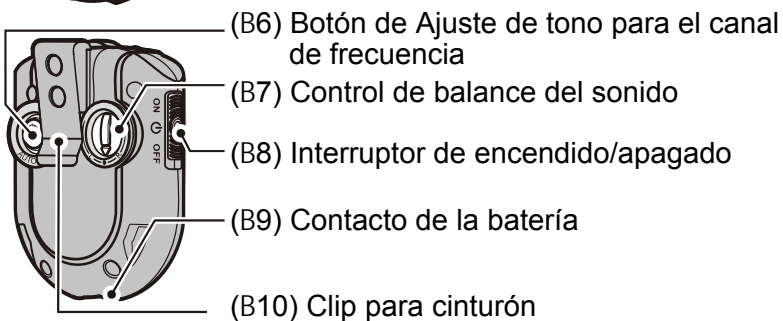 (B6) Botón de Ajuste de tono para el canal
de frecuencia
(B7) Control de balance del sonido
ON
OFF
(B8) Interruptor de encendido/apagado
(B9) Contacto de la batería
(B10) Clip para cinturón